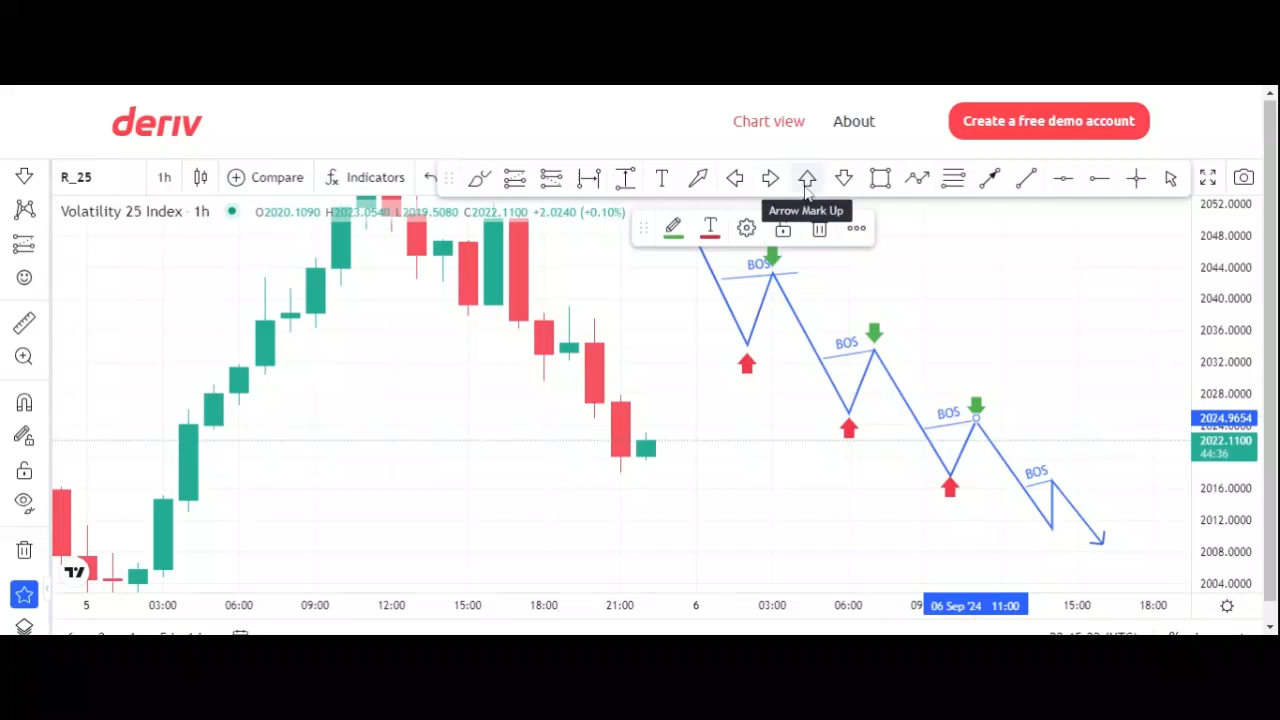 deriv
Chart view
About
Create a free demo account
R_25
1h
Compare
Indicators
T
Volatility 25 Index · 1h
O2020.1090 H2023.0540 L2019.5080 C2022.1100 +2.0240 (+0.10%)
Arrow Mark Up
T
2052.0000
2048.0000
2044.0000
2040.0000
2036.0000
2032.0000
2028.0000
2024.9654
2022.1100
44:36
2016.0000
2012.0000
2008.0000
2004.0000
BOS
BOS
BOS
BOS
5
03:00
06:00
09:00
12:00
15:00
18:00
21:00
6
03:00
06:00
06 Sep '24 11:00
15:00
18:00